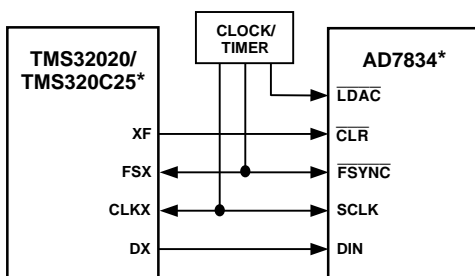 CLOCK/
TIMER
TMS32020/
TMS320C25*
AD7834*
LDAC
XF
CLR
FSX
FSYNC
CLKX
SCLK
DX
DIN